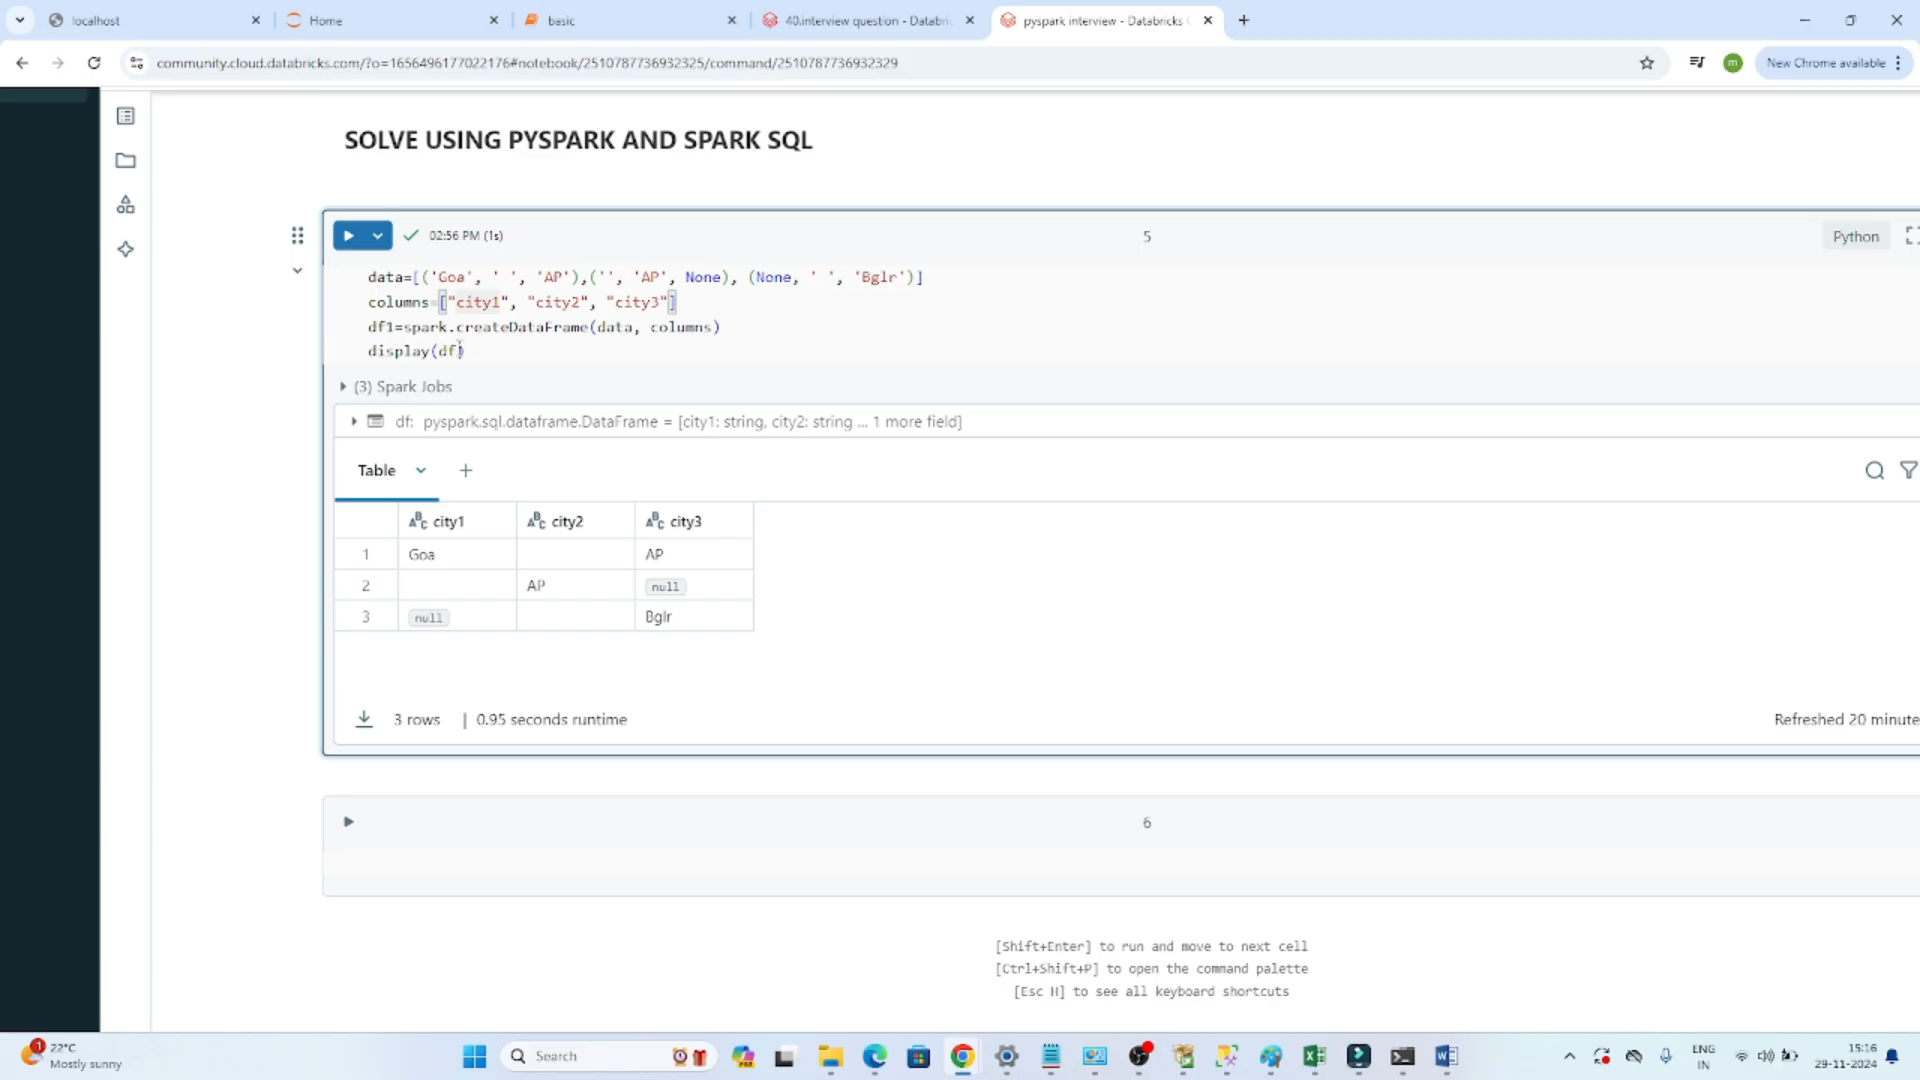 localhost
Home
basic
40.interview question - Databric
pyspark interview - Databricks C
community.cloud.databricks.com/?o=1656496177022176#notebook/2510787736932325/command/2510787736932329
m
New Chrome available
SOLVE USING PYSPARK AND SPARK SQL
02:56 PM (1s)
5
Python
data=[('Goa', ' ', 'AP'),('', 'AP', None), (None, ' ', 'Bglr')]
columns=["city1", "city2", "city3"]
df1=spark.createDataFrame(data, columns)
display(df)
(3) Spark Jobs
df: pyspark.sql.dataframe.DataFrame = [city1: string, city2: string ... 1 more field]
Table
city1 city2 city3
1 Goa AP
2 AP null
3 null Bglr
3 rows | 0.95 seconds runtime
Refreshed 20 minute
6
[Shift+Enter] to run and move to next cell
[Ctrl+Shift+P] to open the command palette
[Esc H] to see all keyboard shortcuts
1
22°C
Mostly sunny
Search
ENG
IN
15:16
29-11-2024